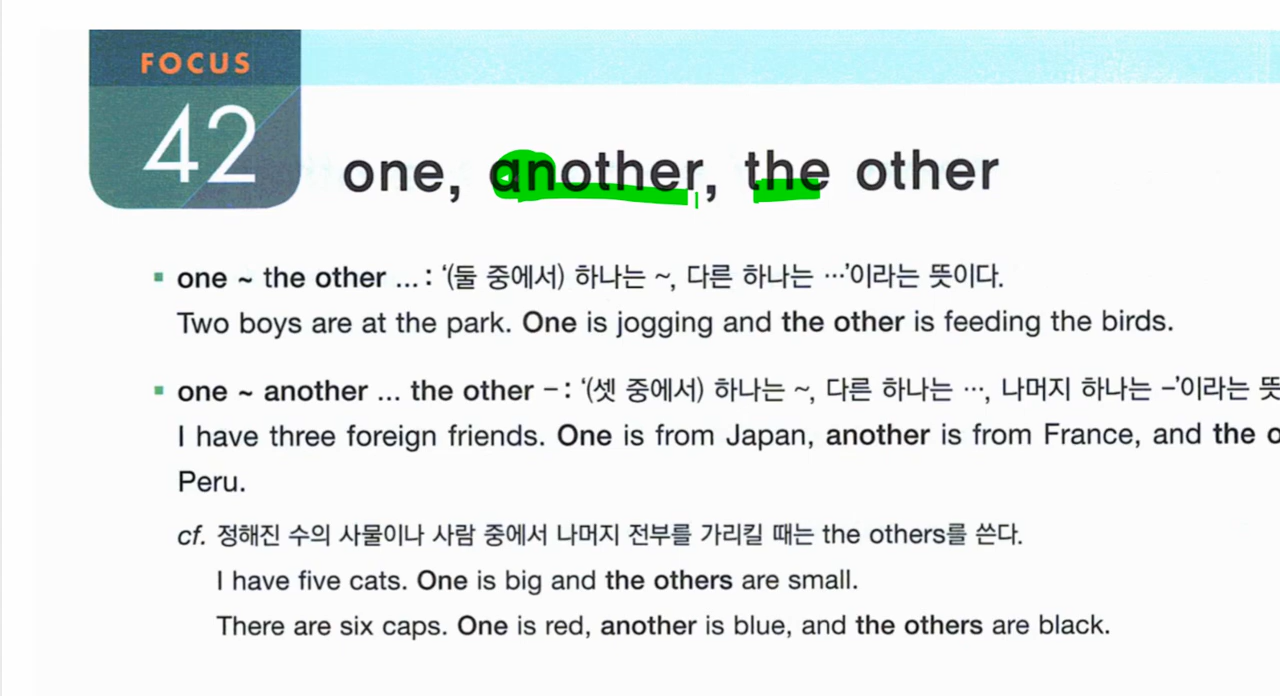 FOCUS
42
one, another, the other
▪ one ~ the other ... : ‘(둘 중에서) 하나는 ~, 다른 하나는 …’이라는 뜻이다.
Two boys are at the park. One is jogging and the other is feeding the birds.
▪ one ~ another ... the other – : ‘(셋 중에서) 하나는 ~, 다른 하나는 …, 나머지 하나는 –’이라는
I have three foreign friends. One is from Japan, another is from France, and the
Peru.
cf. 정해진 수의 사물이나 사람 중에서 나머지 전부를 가리킬 때는 the others를 쓴다.
I have five cats. One is big and the others are small.
There are six caps. One is red, another is blue, and the others are black.